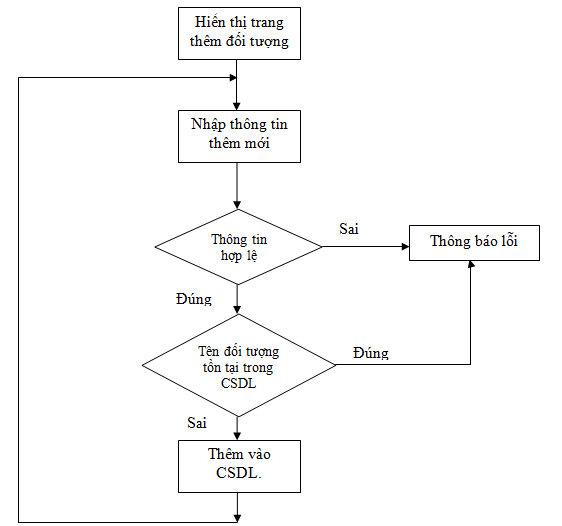 Hiển thị trang
thêm đối tượng
Nhập thông tin
thêm mới
Thông tin
hợp lệ
Sai
Thông báo lỗi
Đúng
Tên đối tượng
tồn tại trong
CSDL
Đúng
Sai
Thêm vào
CSDL.